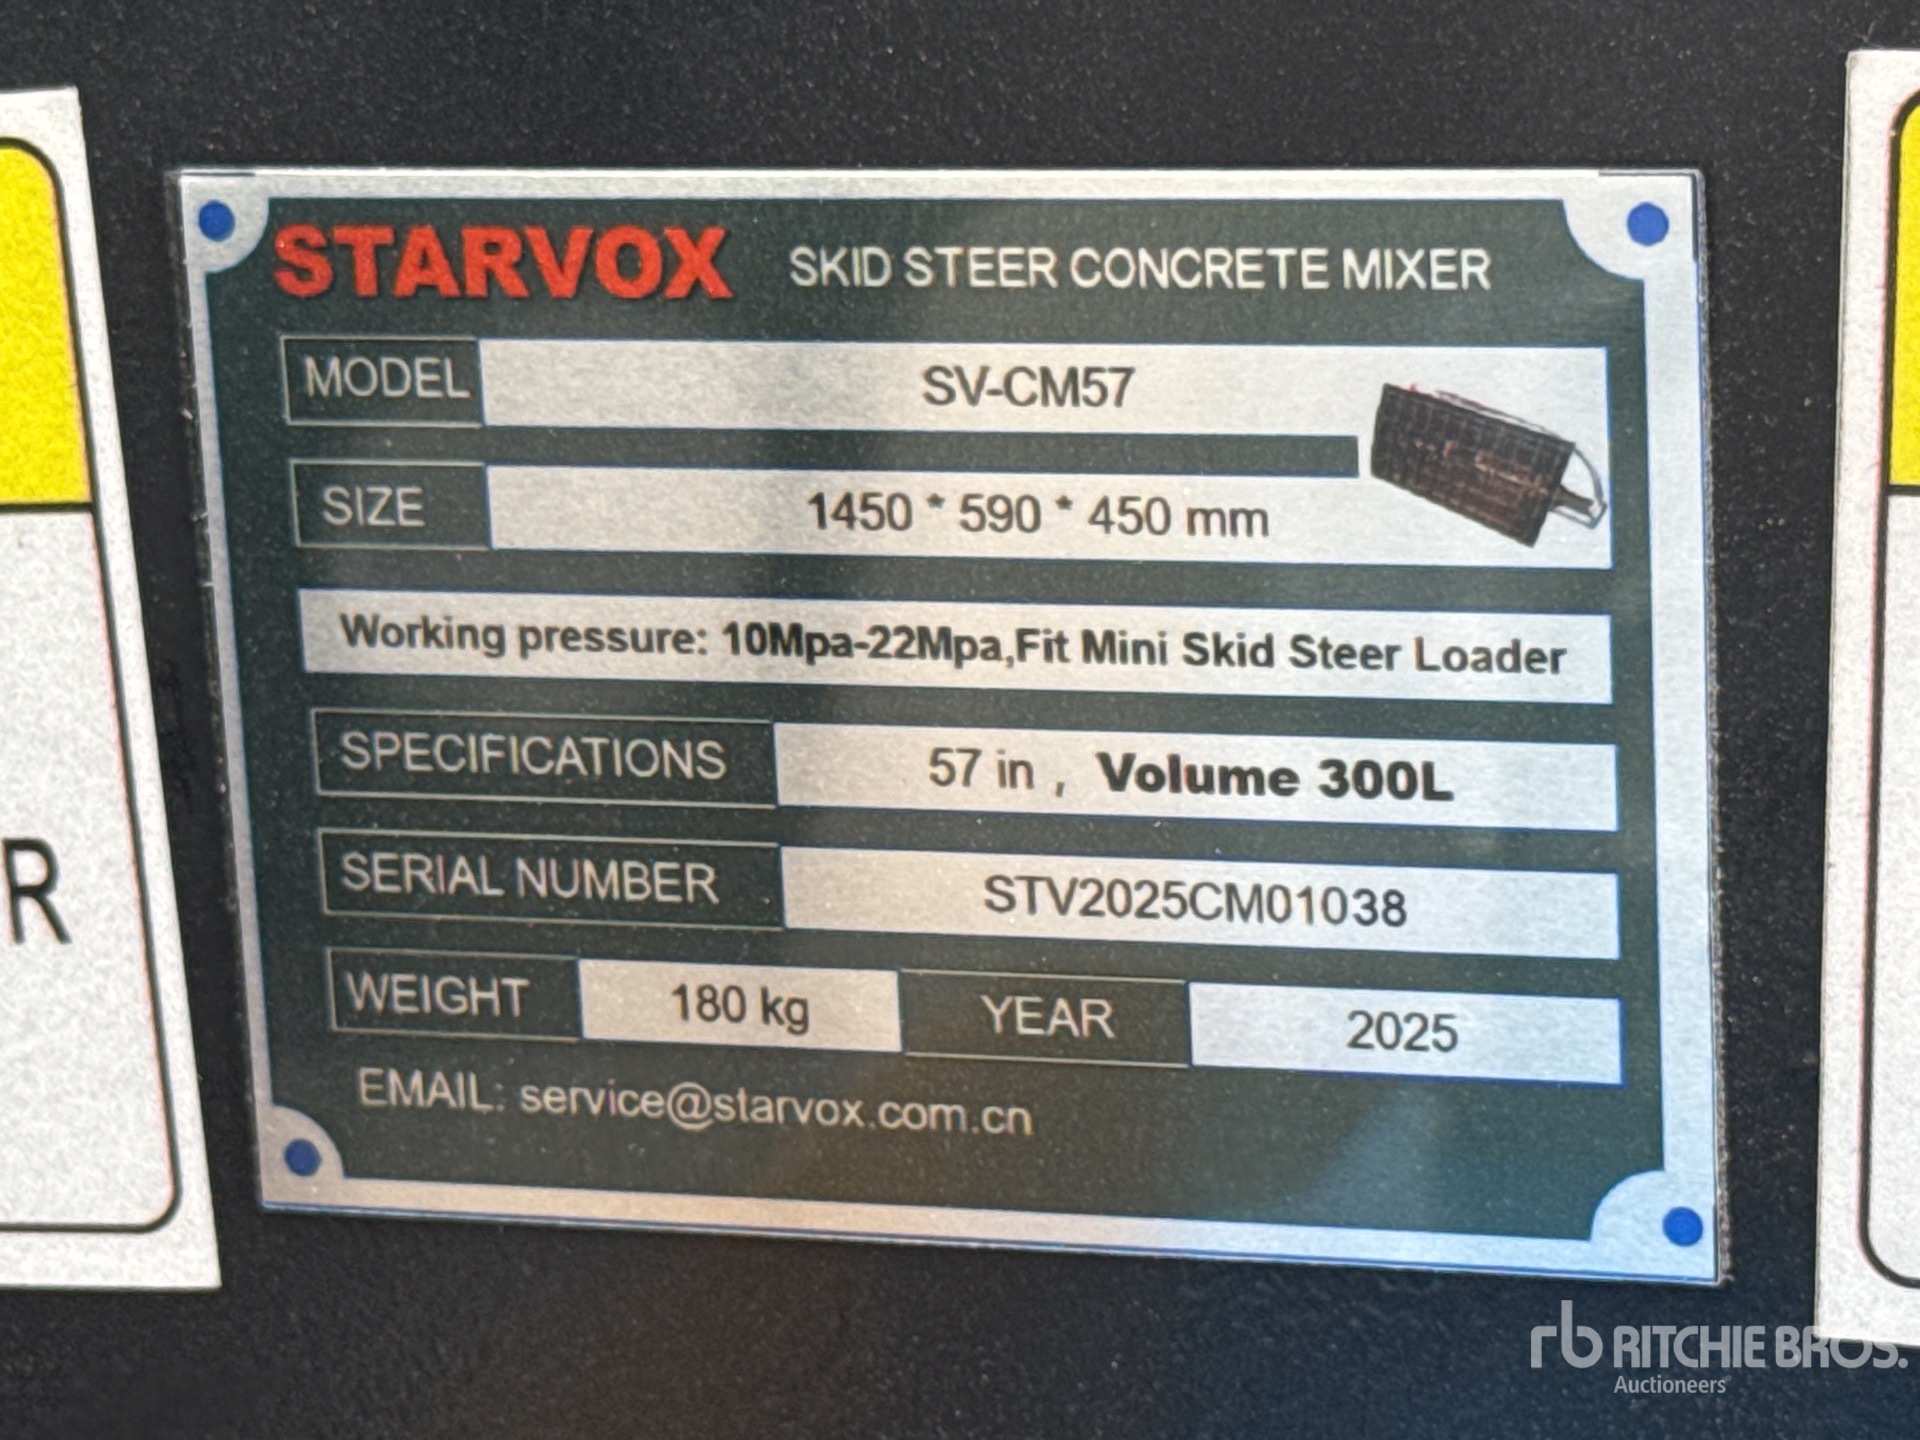 STARVOX SKID STEER CONCRETE MIXER
MODEL SV-CM57
SIZE 1450 * 590 * 450 mm
Working pressure: 10Mpa-22Mpa,Fit Mini Skid Steer Loader
SPECIFICATIONS 57 in , Volume 300L
SERIAL NUMBER STV2025CM01038
R
WEIGHT 180 kg YEAR 2025
EMAIL: service@starvox.com.cn
rb RITCHIE BROS.
Auctioneers